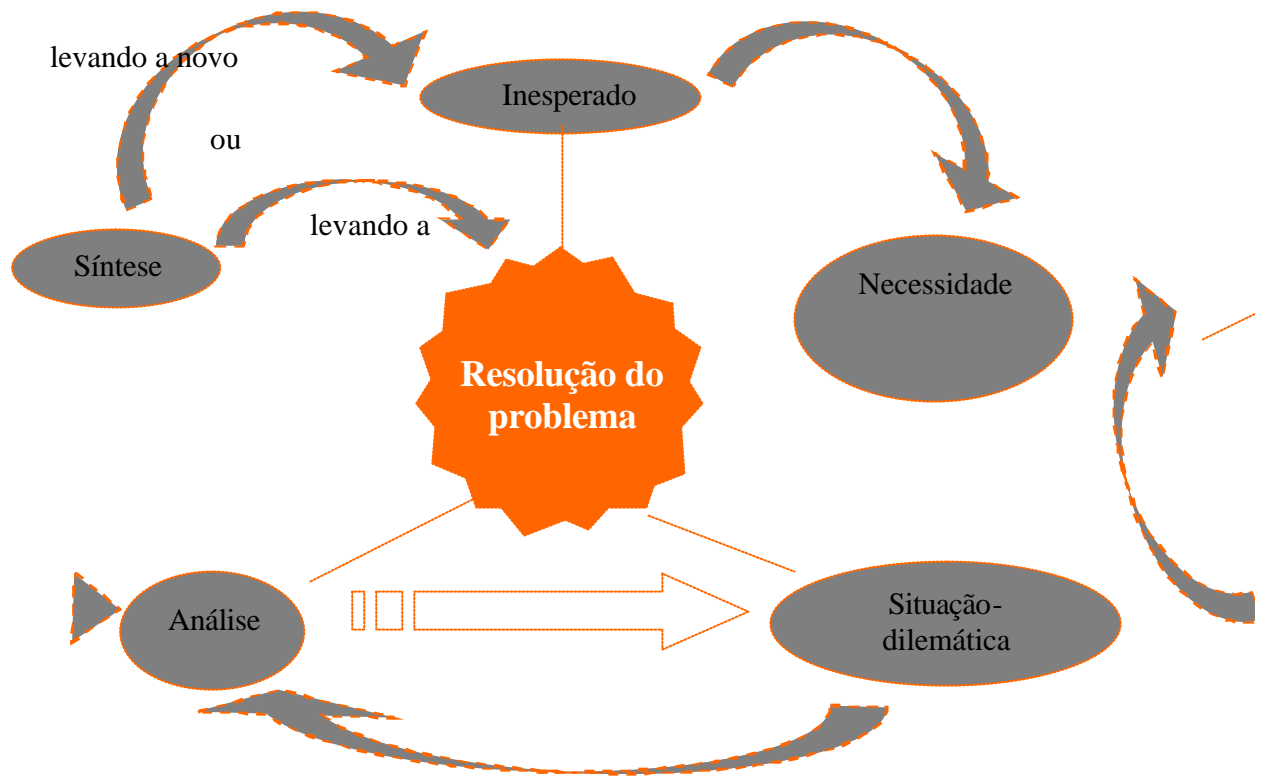 levando a novo
Inesperado
ou
levando a
Síntese
Necessidade
Resolução do
problema
Análise
Situação-
dilemática